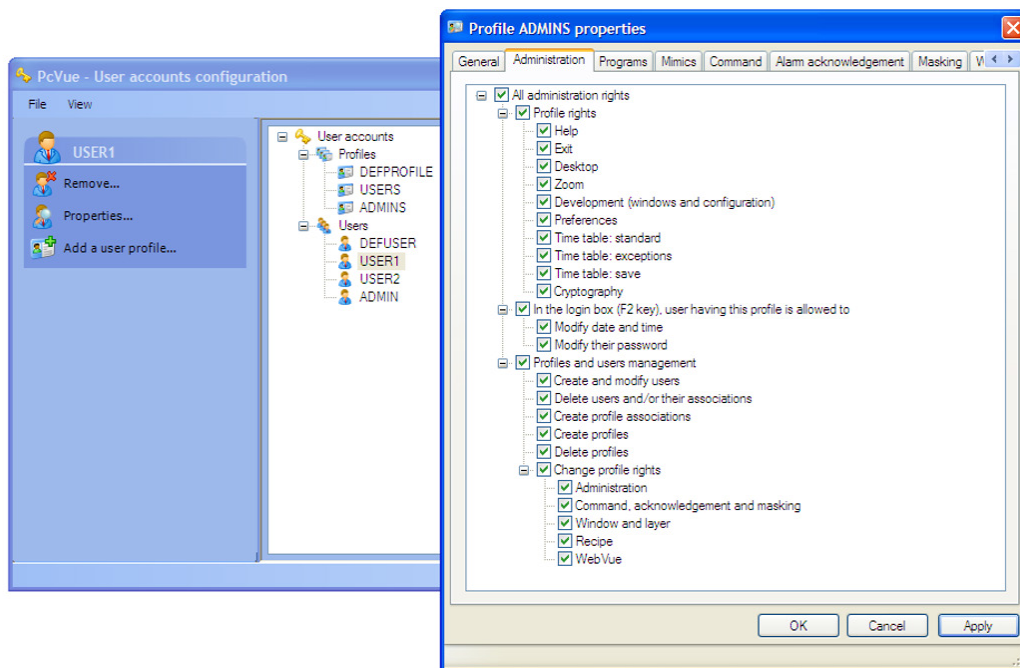 PcVue - User accounts configuration
File View
USER1
Remove...
Properties...
Add a user profile...
User accounts
Profiles
DEFPROFILE
USERS
ADMINS
Users
DEFUSER
USER1
USER2
ADMIN
Profile ADMINS properties
General Administration Programs Mimics Command Alarm acknowledgement Masking
All administration rights
Profile rights
Help
Exit
Desktop
Zoom
Development (windows and configuration)
Preferences
Time table: standard
Time table: exceptions
Time table: save
Cryptography
In the login box (F2 key), user having this profile is allowed to
Modify date and time
Modify their password
Profiles and users management
Create and modify users
Delete users and/or their associations
Create profile associations
Create profiles
Delete profiles
Change profile rights
Administration
Command, acknowledgement and masking
Window and layer
Recipe
WebVue
OK Cancel Apply